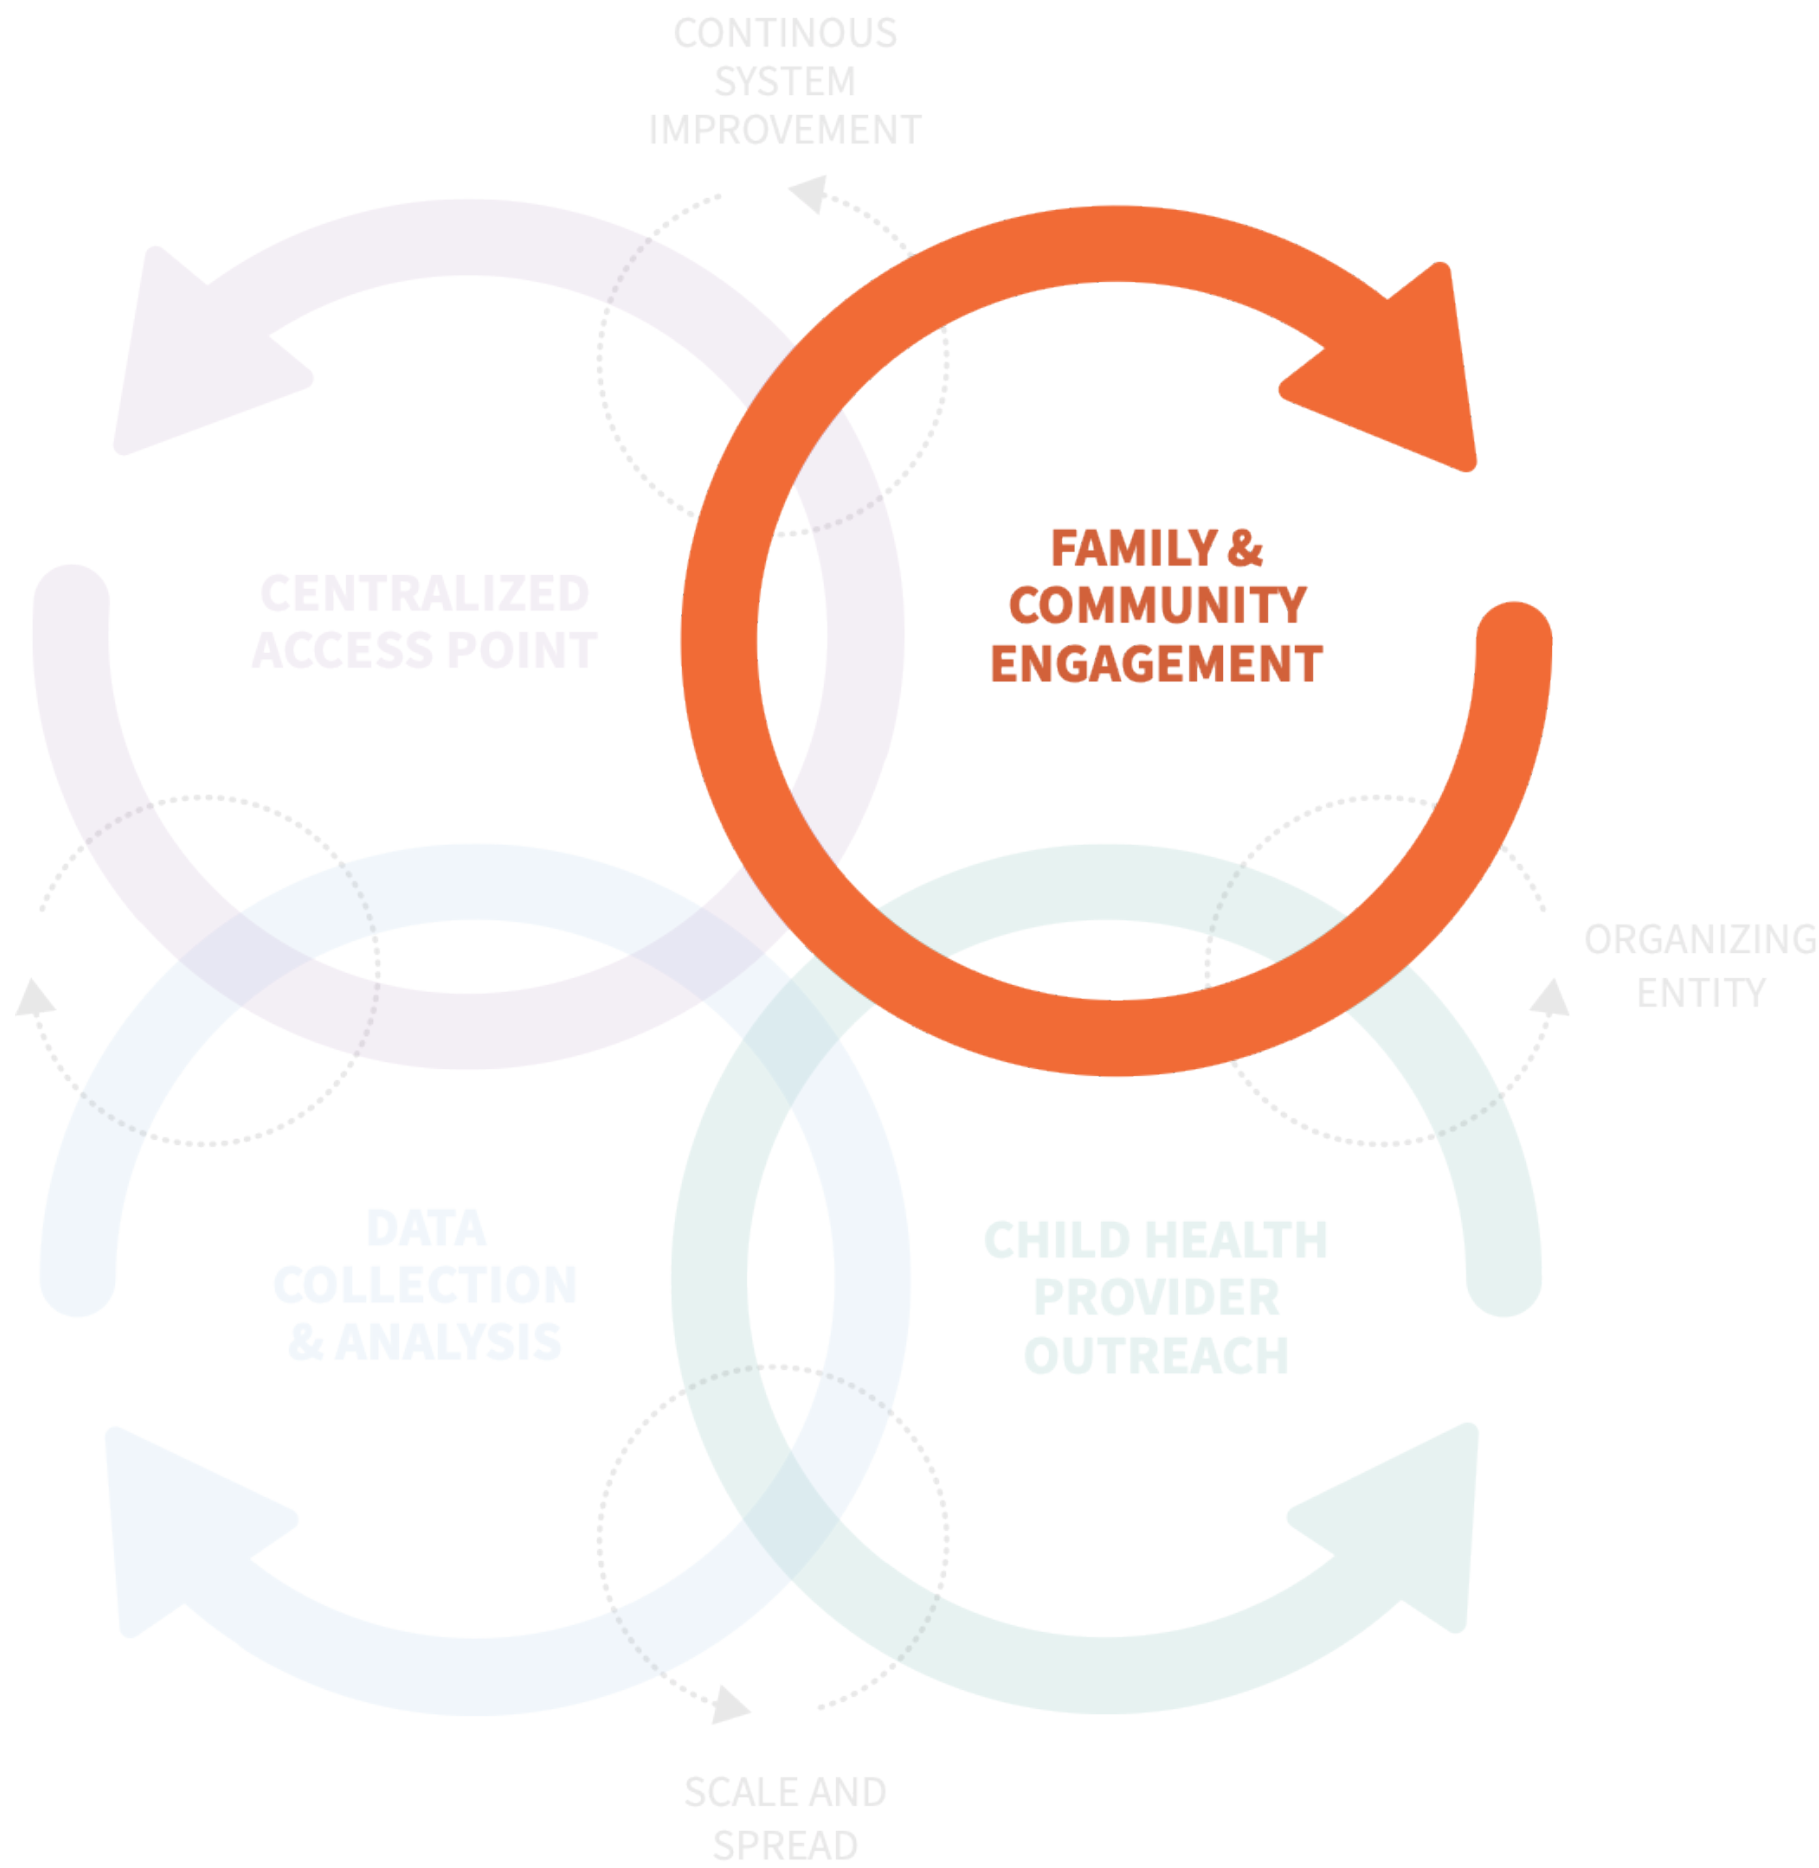 CONTINOUS
SYSTEM
IMPROVEMENT
CENTRALIZED
ACCESS POINT
FAMILY &
COMMUNITY
ENGAGEMENT
ORGANIZING
ENTITY
DATA
COLLECTION
& ANALYSIS
CHILD HEALTH
PROVIDER
OUTREACH
SCALE AND
SPREAD